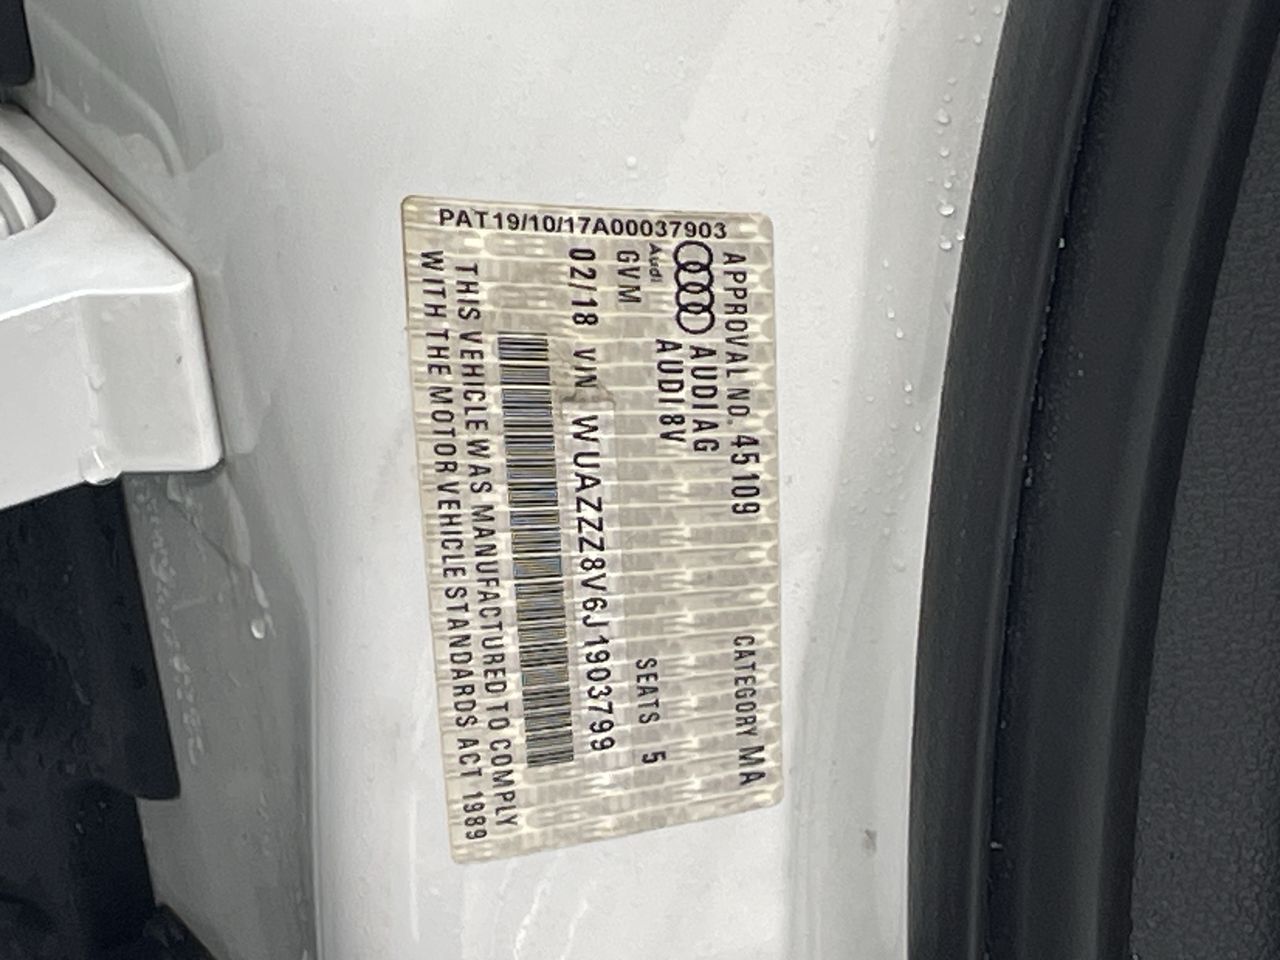 PAT19/10/17A00037903
APPROVAL NO. 45109 CATEGORY MA
AUDI AG
Audi AUDI 8V
GVM SEATS 5
02/18 VIN WUAZZZ8V6J1903799
THIS VEHICLE WAS MANUFACTURED TO COMPLY
WITH THE MOTOR VEHICLE STANDARDS ACT 1989